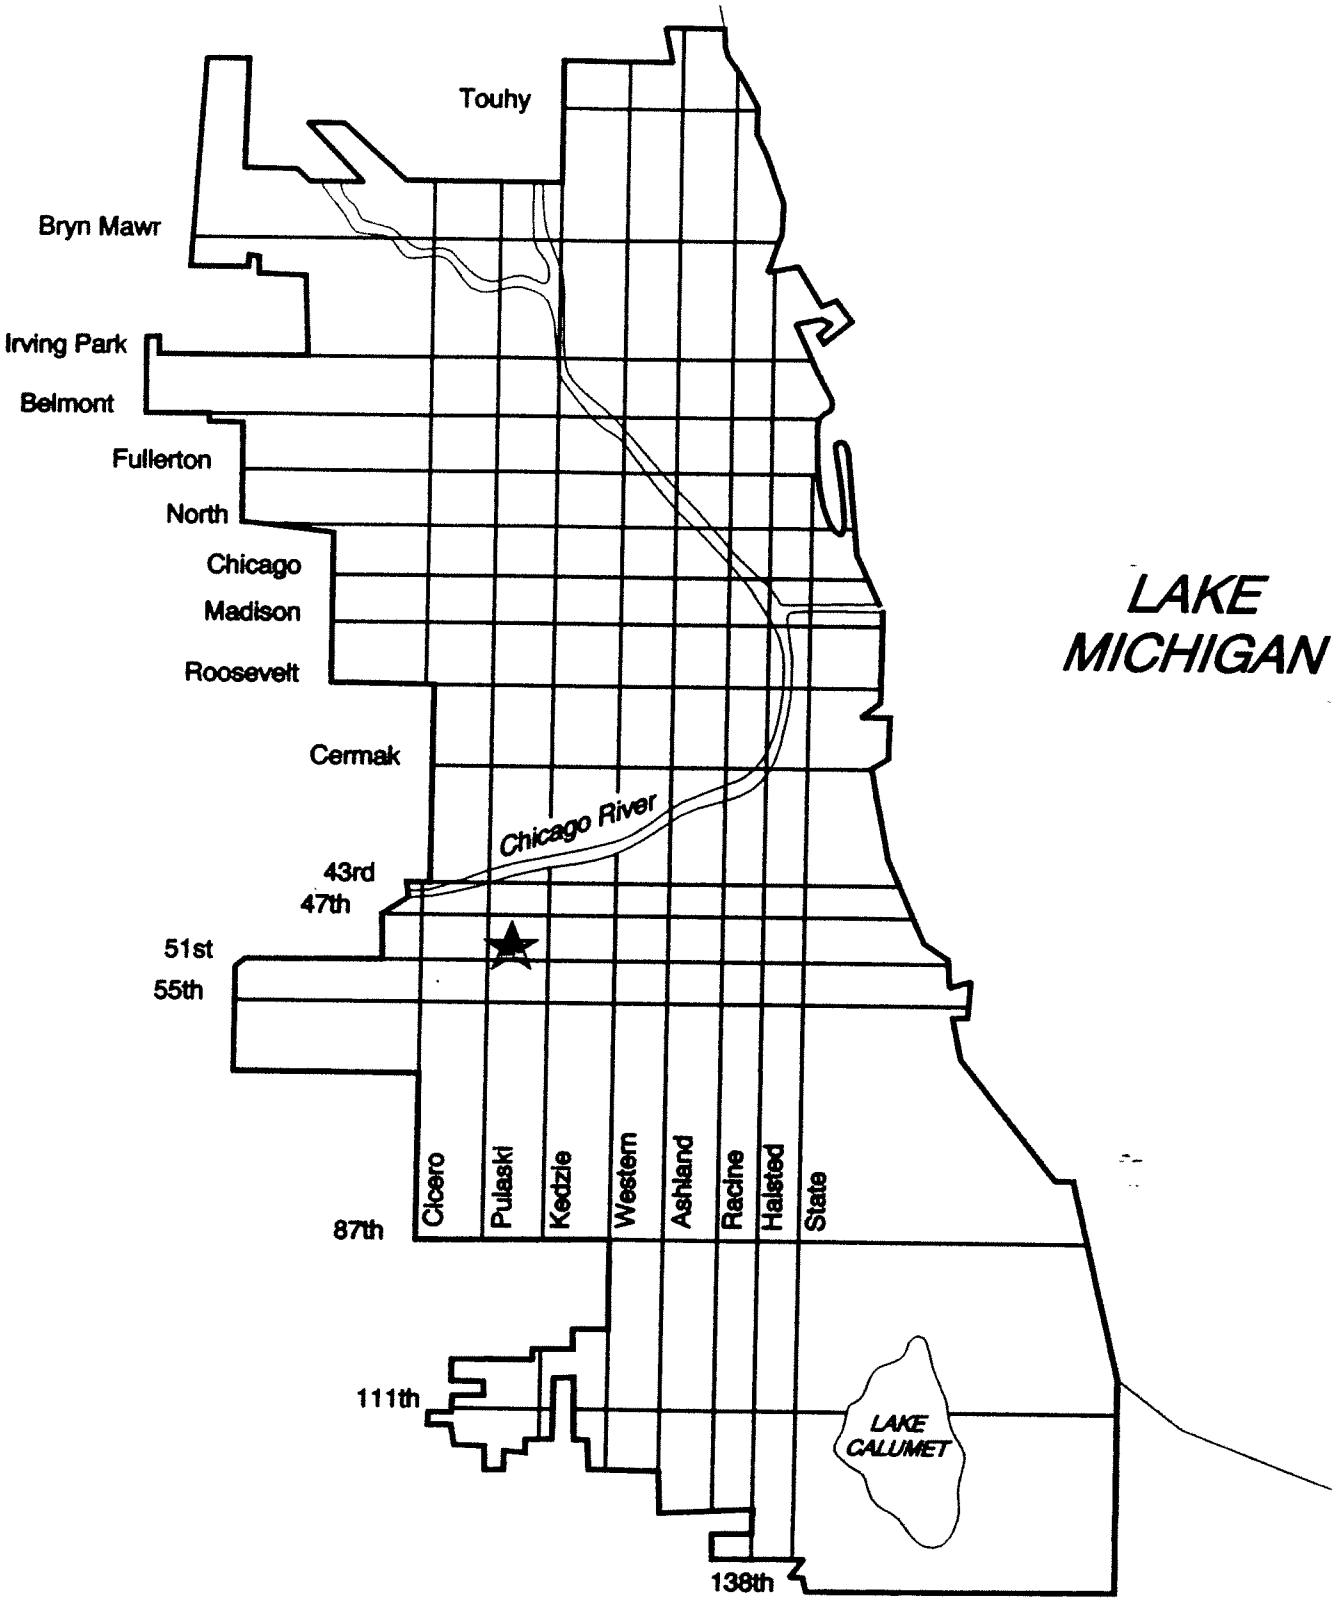 Touhy
Bryn Mawr
Irving Park
Belmont
Fullerton
North
Chicago
Madison
Roosevelt
LAKE
MICHIGAN
Cermak
Chicago River
43rd
47th
51st
55th
Cicero
Pulaski
Kedzie
Western
Ashland
Racine
Halsted
State
87th
111th
LAKE
CALUMET
138th